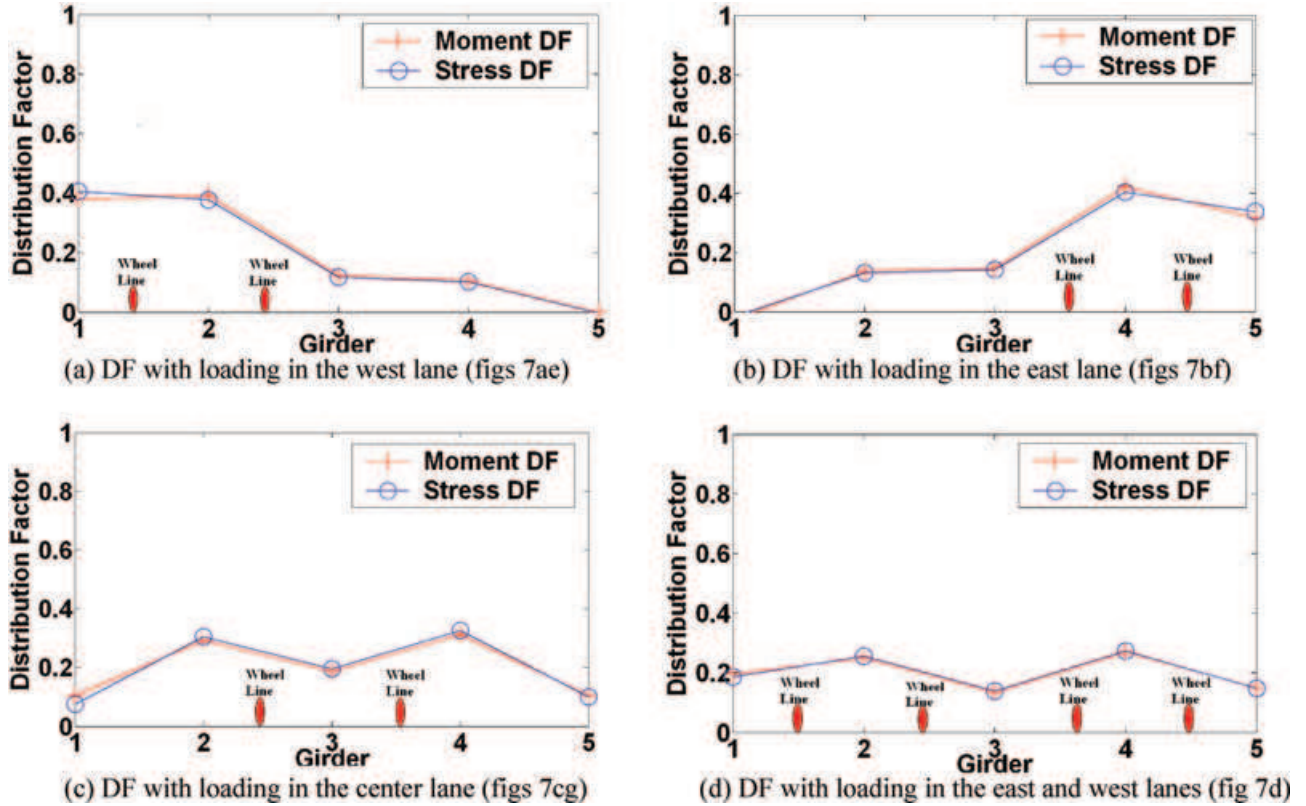 1
0.8
0.6
0.4
0.2
0
Distribution Factor
Moment DF
Stress DF
Wheel
Line
Wheel
Line
1 2 3 4 5
Girder
(a) DF with loading in the west lane (figs 7ae)
1
0.8
0.6
0.4
0.2
0
Distribution Factor
Moment DF
Stress DF
Wheel
Line
Wheel
Line
1 2 3 4 5
Girder
(b) DF with loading in the east lane (figs 7bf)
1
0.8
0.6
0.4
0.2
0
Distribution Factor
Moment DF
Stress DF
Wheel
Line
Wheel
Line
1 2 3 4 5
Girder
(c) DF with loading in the center lane (figs 7cg)
1
0.8
0.6
0.4
0.2
0
Distribution Factor
Moment DF
Stress DF
Wheel
Line
Wheel
Line
Wheel
Line
Wheel
Line
1 2 3 4 5
Girder
(d) DF with loading in the east and west lanes (fig 7d)